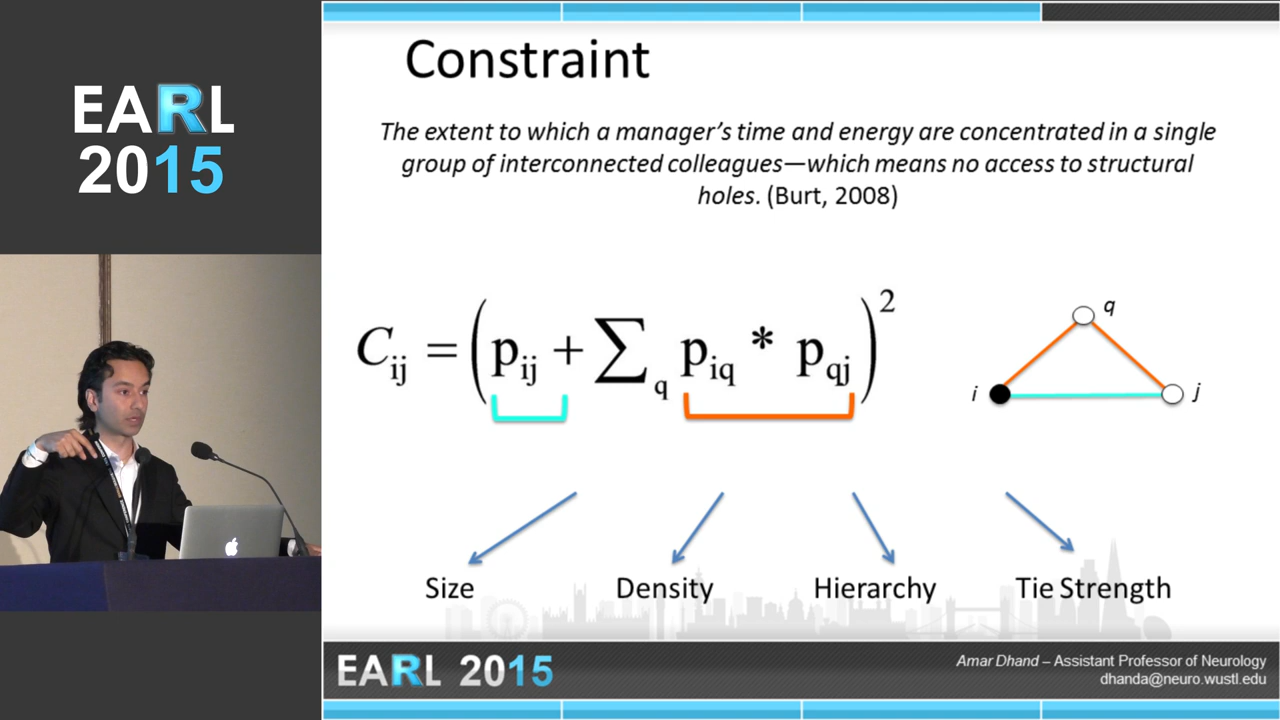 EARL
2015
Constraint
The extent to which a manager's time and energy are concentrated in a single
group of interconnected colleagues—which means no access to structural
holes. (Burt, 2008)
C_ij = (p_ij + ∑_q p_iq * p_qj)^2
q
i
j
Size
Density
Hierarchy
Tie Strength
EARL 2015
Amar Dhand – Assistant Professor of Neurology
dhanda@neuro.wustl.edu